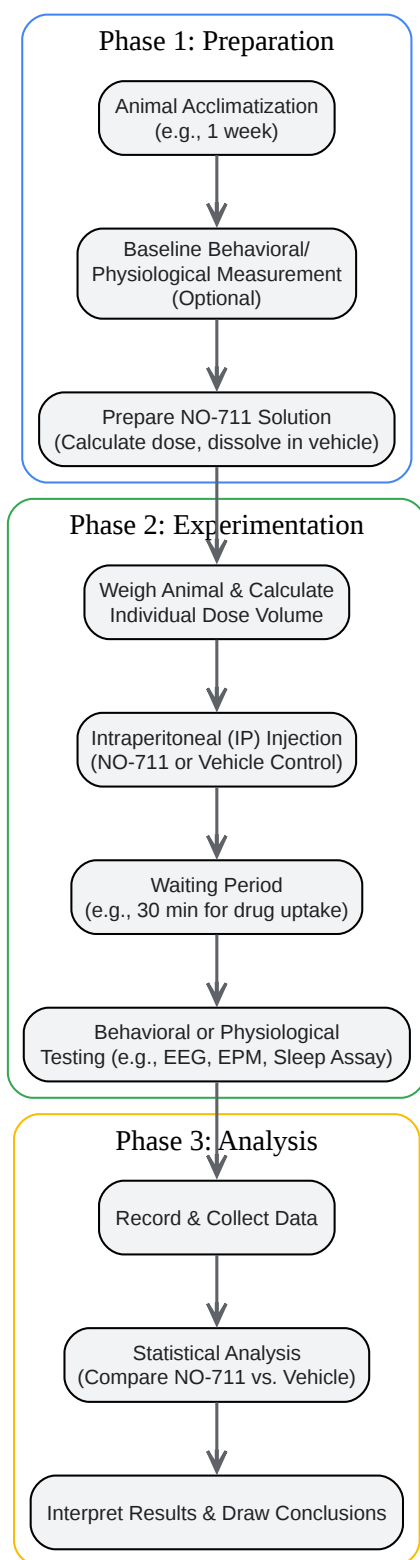 Phase 1: Preparation
Animal Acclimatization
(e.g., 1 week)
Baseline Behavioral/
Physiological Measurement
(Optional)
Prepare NO-711 Solution
(Calculate dose, dissolve in vehicle)
Phase 2: Experimentation
Weigh Animal & Calculate
Individual Dose Volume
Intraperitoneal (IP) Injection
(NO-711 or Vehicle Control)
Waiting Period
(e.g., 30 min for drug uptake)
Behavioral or Physiological
Testing (e.g., EEG, EPM, Sleep Assay)
Phase 3: Analysis
Record & Collect Data
Statistical Analysis
(Compare NO-711 vs. Vehicle)
Interpret Results & Draw Conclusions